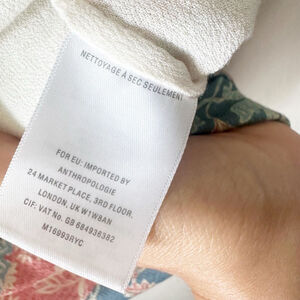 NETTOYAGE À SEC SEULEMENT
FOR EU: IMPORTED BY
ANTHROPOLOGIE
24 MARKET PLACE, 3RD FLOOR,
LONDON, UK W1W8AN
CIF: VAT No. GB 684936382
M16993RYC